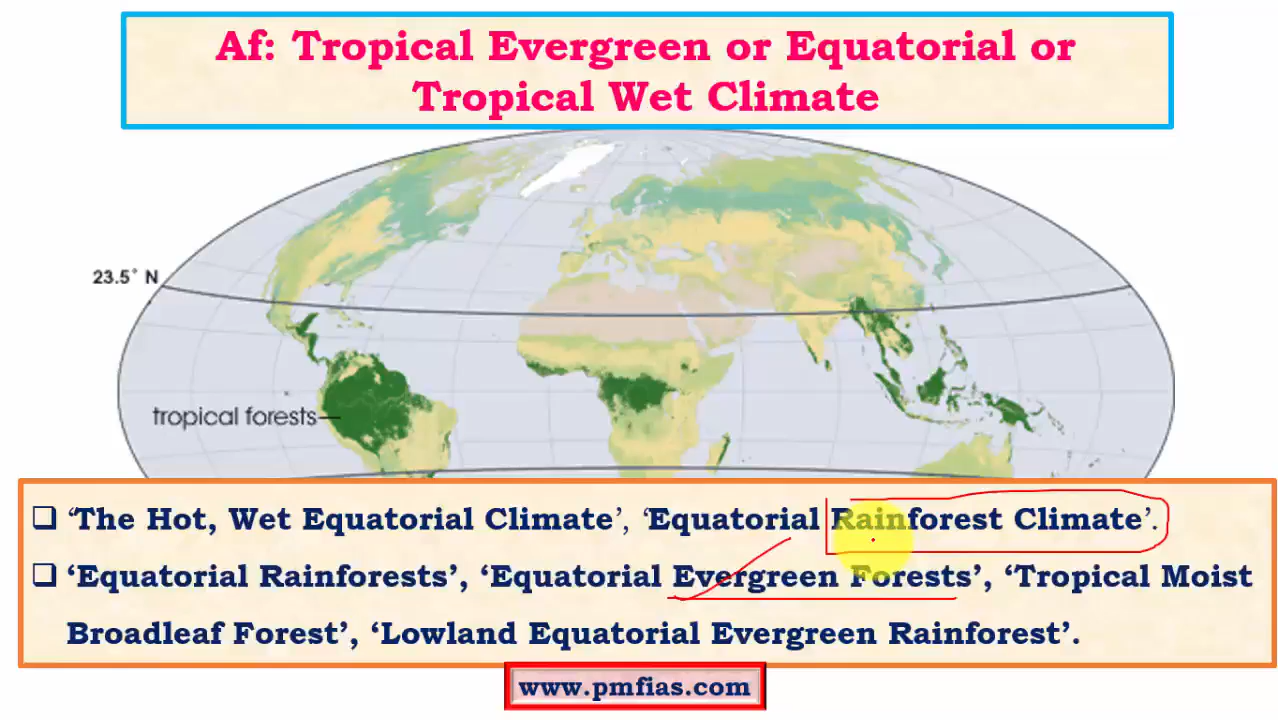 Af: Tropical Evergreen or Equatorial or
Tropical Wet Climate
23.5° N
tropical forests
❑ ‘The Hot, Wet Equatorial Climate’, ‘Equatorial Rainforest Climate’.
❑ ‘Equatorial Rainforests’, ‘Equatorial Evergreen Forests’, ‘Tropical Moist
Broadleaf Forest’, ‘Lowland Equatorial Evergreen Rainforest’.
www.pmfias.com